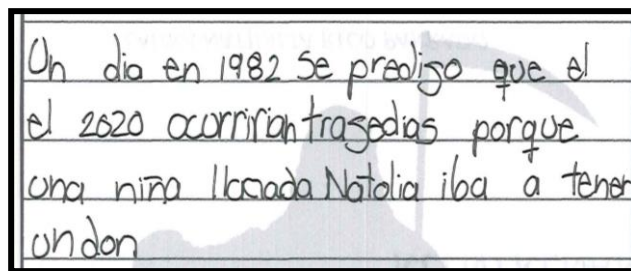 Un dia en 1982 se predijo que el
el 2020 ocurririan tragedias porque
una niña llamada Natalia iba a tener
un don